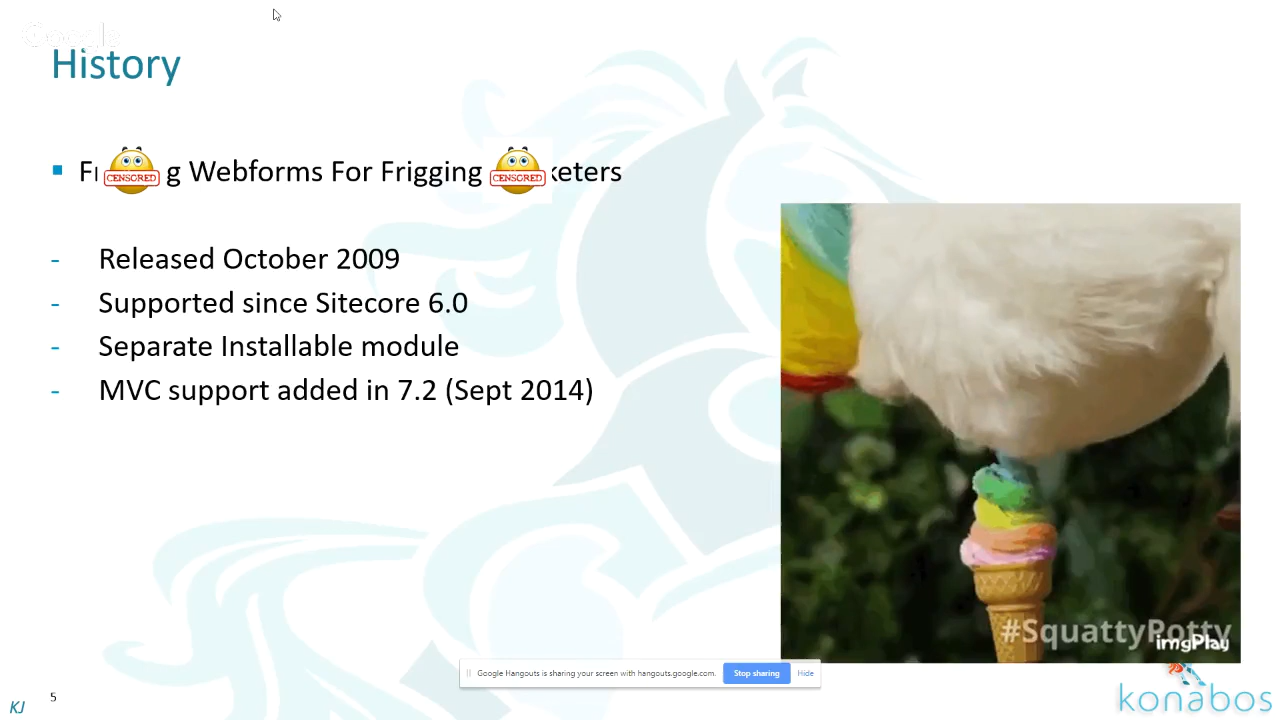 Google
History
Fr CENSORED g Webforms For Frigging CENSORED keters
- Released October 2009
- Supported since Sitecore 6.0
- Separate Installable module
- MVC support added in 7.2 (Sept 2014)
#SquattyPotty
imgPlay
Google Hangouts is sharing your screen with hangouts.google.com. Stop sharing Hide
KJ 5
konabos